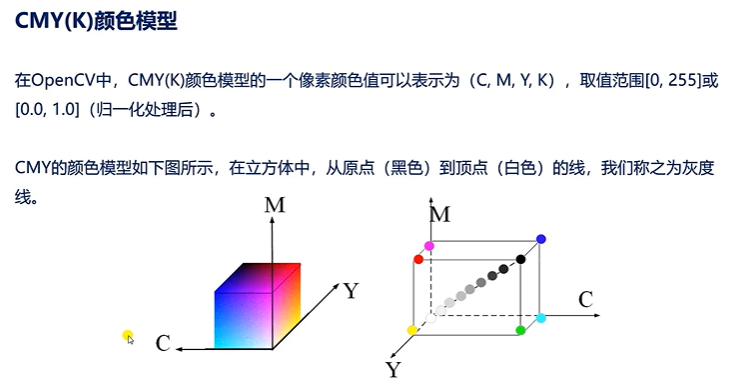 CMY(K)颜色模型
在OpenCV中，CMY(K)颜色模型的一个像素颜色值可以表示为（C, M, Y, K），取值范围[0, 255]或
[0.0, 1.0]（归一化处理后）。
CMY的颜色模型如下图所示，在立方体中，从原点（黑色）到顶点（白色）的线，我们称之为灰度
线。
M
Y
C
M
C
Y